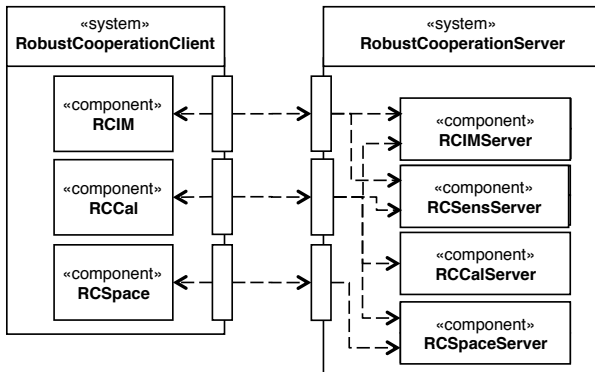 «system»
RobustCooperationClient
«component»
RCIM
«component»
RCCal
«component»
RCSpace
«system»
RobustCooperationServer
«component»
RCIMServer
«component»
RCSensServer
«component»
RCCalServer
«component»
RCSpaceServer